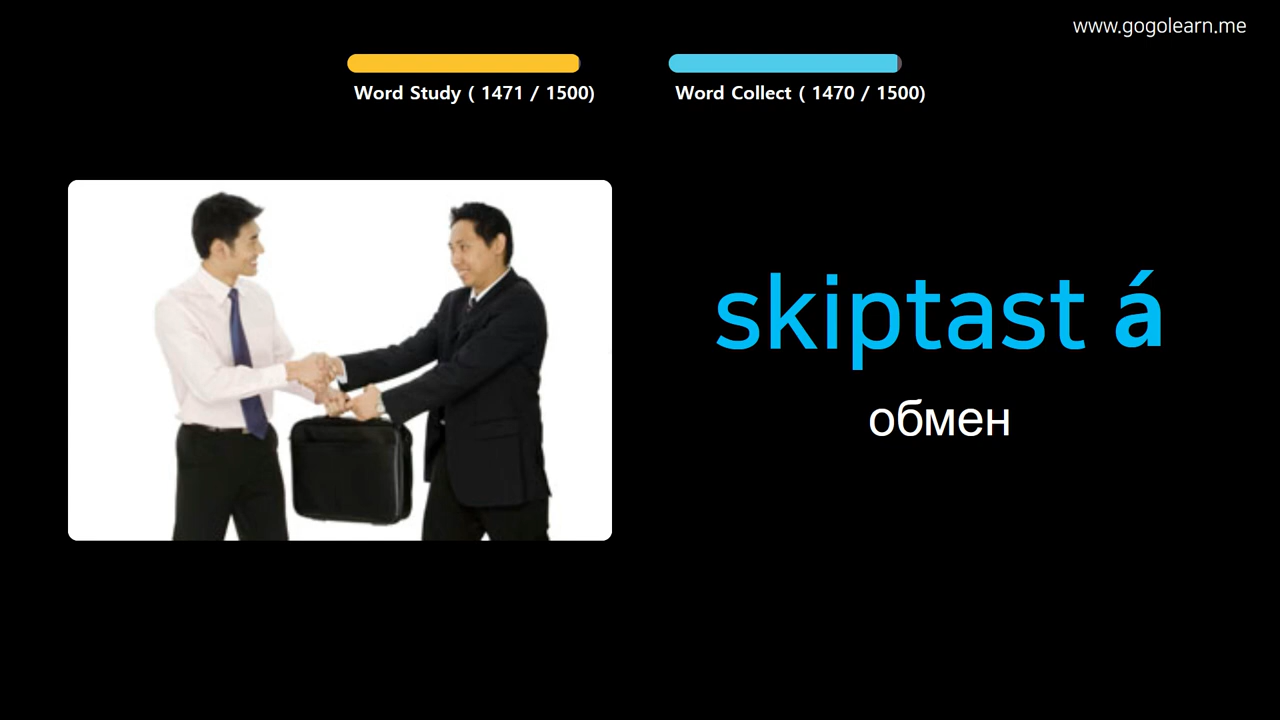 www.gogolearn.me
Word Study ( 1471 / 1500)
Word Collect ( 1470 / 1500)
skiptast á
обмен